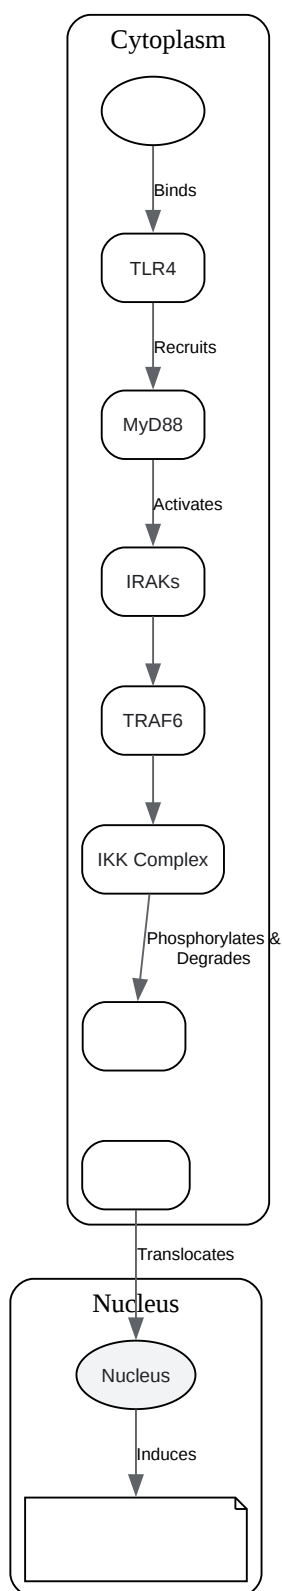 Cytoplasm
Binds
TLR4
Recruits
MyD88
Activates
IRAKs
TRAF6
IKK Complex
Phosphorylates &
Degrades
Translocates
Nucleus
Nucleus
Induces